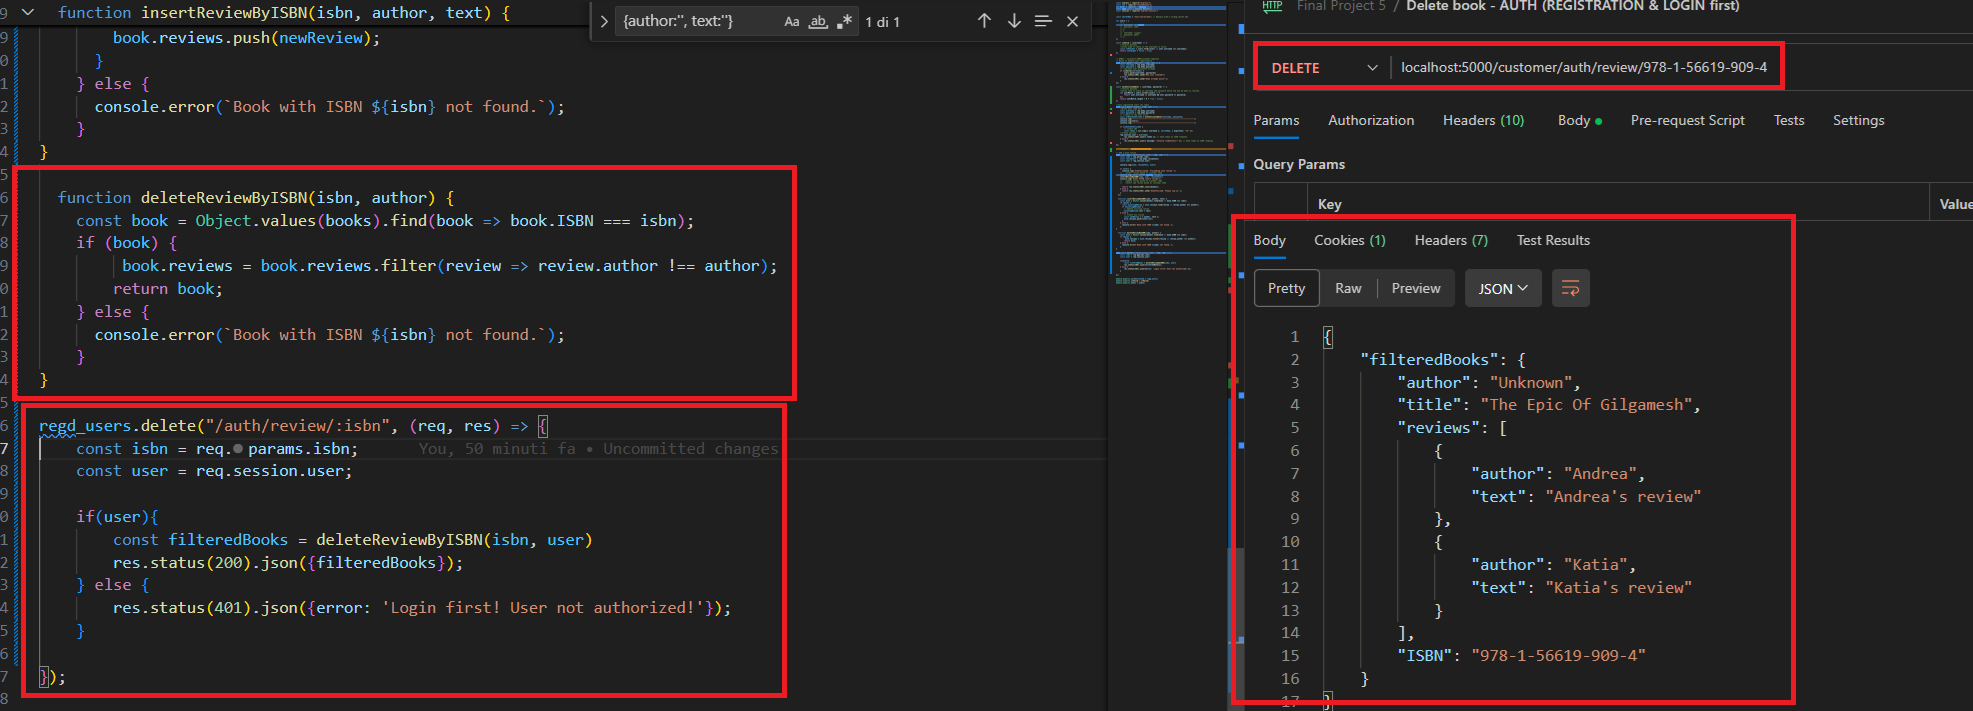 9 function insertReviewByISBN(isbn, author, text) {
9 book.reviews.push(newReview);
0 }
1 } else {
2 console.error(`Book with ISBN ${isbn} not found.`);
3 }
4 }
5
6 function deleteReviewByISBN(isbn, author) {
7 const book = Object.values(books).find(book => book.ISBN === isbn);
8 if (book) {
9 book.reviews = book.reviews.filter(review => review.author !== author);
0 return book;
1 } else {
2 console.error(`Book with ISBN ${isbn} not found.`);
3 }
4 }
5
6 regd_users.delete("/auth/review/:isbn", (req, res) => {
7 const isbn = req.params.isbn; You, 50 minuti fa • Uncommitted changes
8 const user = req.session.user;
9
0 if(user){
1 const filteredBooks = deleteReviewByISBN(isbn, user)
2 res.status(200).json({filteredBooks});
3 } else {
4 res.status(401).json({error: 'Login first! User not authorized!'});
5 }
6
7 });
8
{author:'', text:''} Aa ab .* 1 di 1
HTTP Final Project 5 / Delete book - AUTH (REGISTRATION & LOGIN first)
DELETE localhost:5000/customer/auth/review/978-1-56619-909-4
Params Authorization Headers (10) Body Pre-request Script Tests Settings
Query Params
Key Value
Body Cookies (1) Headers (7) Test Results
Pretty Raw Preview JSON
1 {
2 "filteredBooks": {
3 "author": "Unknown",
4 "title": "The Epic Of Gilgamesh",
5 "reviews": [
6 {
7 "author": "Andrea",
8 "text": "Andrea's review"
9 },
10 {
11 "author": "Katia",
12 "text": "Katia's review"
13 }
14 ],
15 "ISBN": "978-1-56619-909-4"
16 }
17 }